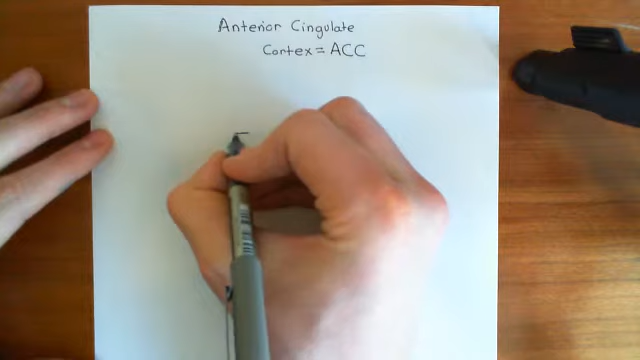 Anterior Cingulate
Cortex = ACC